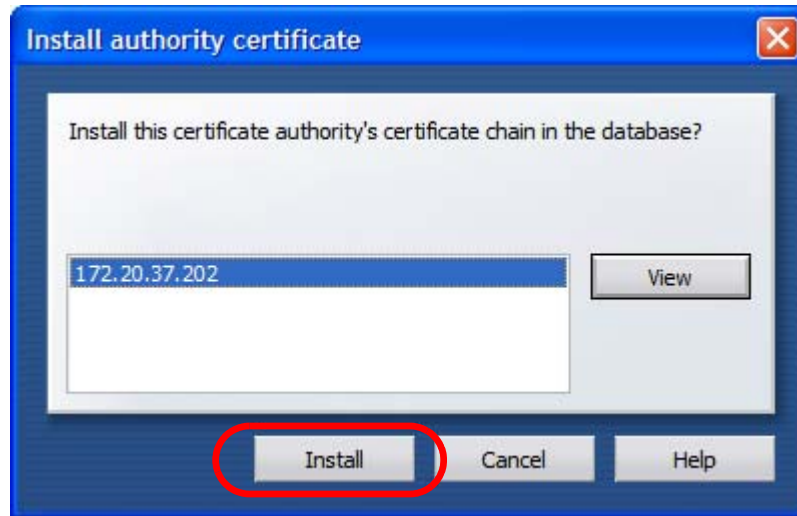 Install authority certificate
Install this certificate authority's certificate chain in the database?
172.20.37.202
View
Install
Cancel
Help